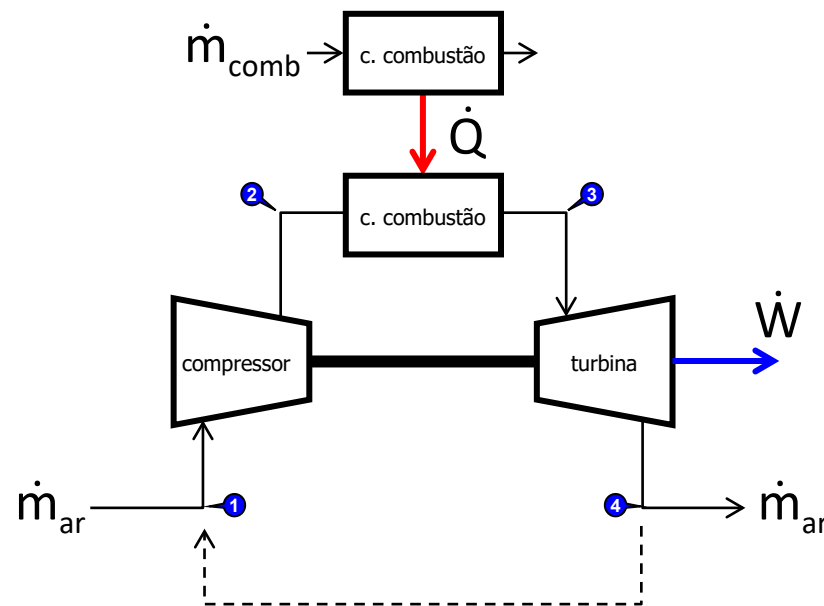 ṁcomb
c. combustão
Q̇
2
c. combustão
3
compressor
turbina
Ẇ
ṁar
1
4
ṁar